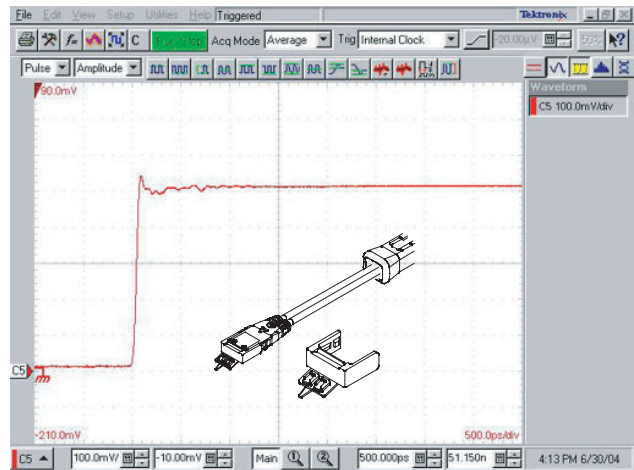 File Edit View Setup Utilities Help Triggered Tektronix
Run/Stop Acq Mode Average Trig Internal Clock -20.00µV 50%
Pulse Amplitude
Waveform
C5 100.0mV/div
90.0mV
C5
-210.0mV 500.0ps/div
C5 100.0mV/ -10.00mV Main 500.000ps 51.150n 4:13 PM 6/30/04